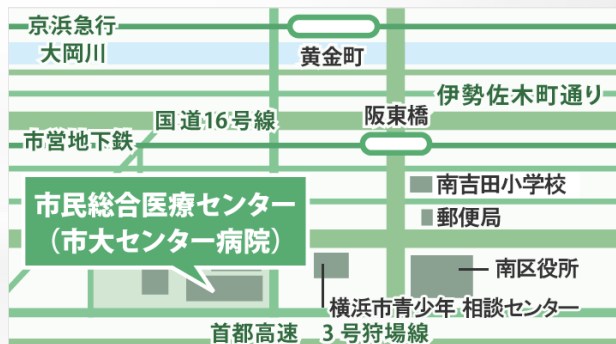 京浜急行
大岡川
黄金町
伊勢佐木町通り
国道16号線
阪東橋
市営地下鉄
南吉田小学校
市民総合医療センター
（市大センター病院）
郵便局
南区役所
横浜市青少年 相談センター
首都高速　3号狩場線